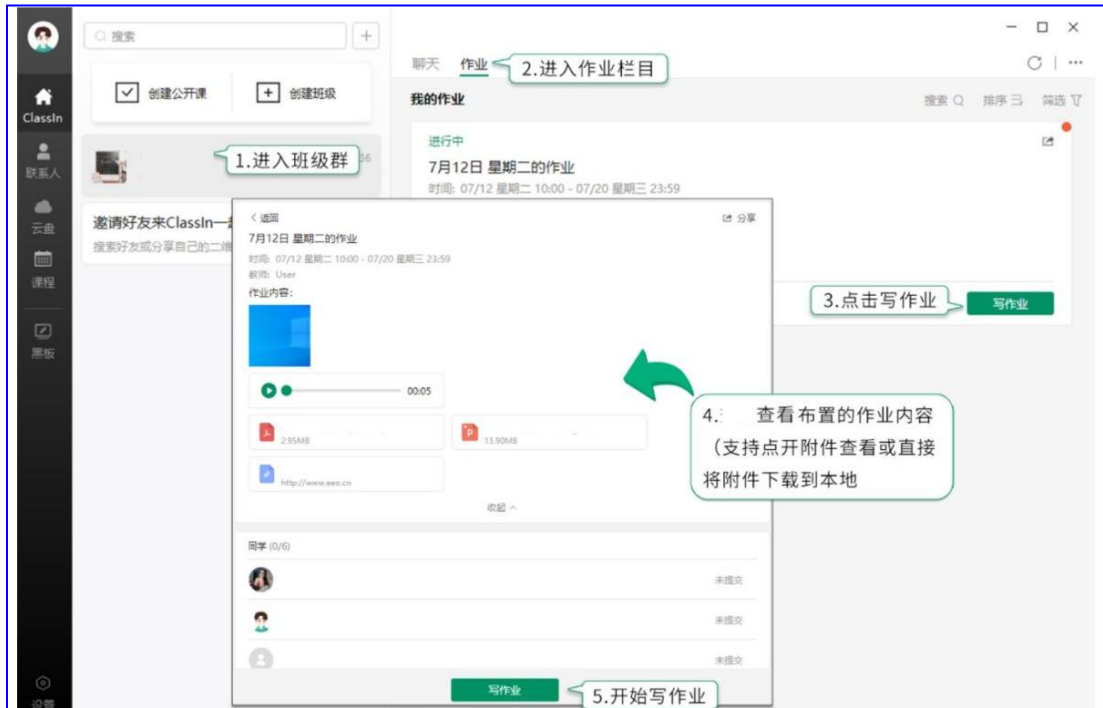 搜索
聊天 作业
2.进入作业栏目
创建公开课
创建班级
我的作业
搜索 排序 筛选
ClassIn
1.进入班级群
进行中
7月12日 星期二的作业
时间: 07/12 星期二 10:00 - 07/20 星期三 23:59
联系人
云盘
课程
黑板
设置
邀请好友来ClassIn一起
搜索好友或分享自己的二维
3.点击写作业
写作业
返回
分享
7月12日 星期二的作业
时间: 07/12 星期二 10:00 - 07/20 星期三 23:59
教师: User
作业内容:
00:05
2.95MB
13.90MB
http://www.eeo.cn
收起
4. 查看布置的作业内容
（支持点开附件查看或直接
将附件下载到本地
同学 (0/6)
未提交
未提交
未提交
写作业
5.开始写作业